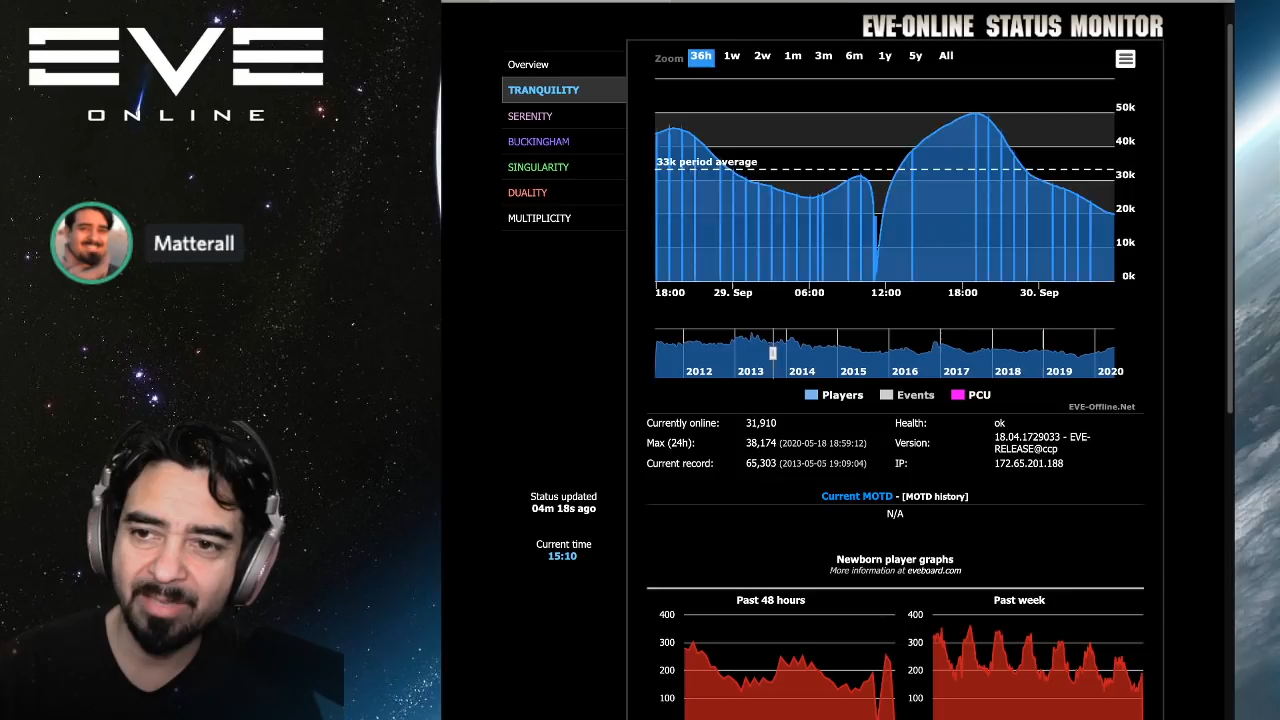 EVE
ONLINE
Matterall
EVE-ONLINE STATUS MONITOR
Overview
TRANQUILITY
SERENITY
BUCKINGHAM
SINGULARITY
DUALITY
MULTIPLICITY
Zoom 36h 1w 2w 1m 3m 6m 1y 5y All
50k
40k
33k period average
30k
20k
10k
0k
18:00 29. Sep 06:00 12:00 18:00 30. Sep
2012 2013 2014 2015 2016 2017 2018 2019 2020
Players Events PCU
EVE-Offline.Net
Currently online: 31,910 Health: ok
Max (24h): 38,174 (2020-05-18 18:59:12) Version: 18.04.1729033 - EVE-
RELEASE@ccp
Current record: 65,303 (2013-05-05 19:09:04) IP: 172.65.201.188
Current MOTD - [MOTD history]
N/A
Status updated
04m 18s ago
Current time
15:10
Newborn player graphs
More information at eveboard.com
Past 48 hours
400
300
200
100
Past week
400
300
200
100